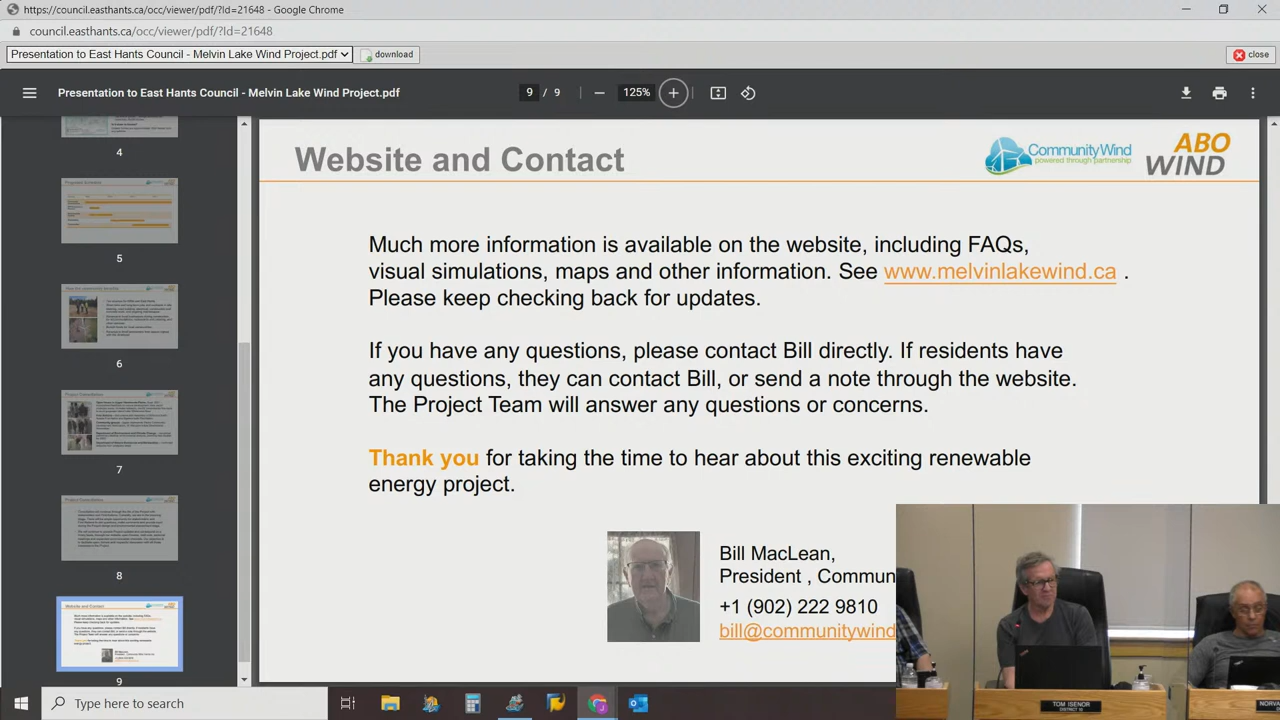 https://council.easthants.ca/occ/viewer/pdf/?Id=21648 - Google Chrome
council.easthants.ca/occ/viewer/pdf/?Id=21648
Presentation to East Hants Council - Melvin Lake Wind Project.pdf
download
close
Presentation to East Hants Council - Melvin Lake Wind Project.pdf
9 / 9
125%
4
5
6
7
8
9
Website and Contact
CommunityWind
powered through partnership
ABO
WIND
Much more information is available on the website, including FAQs,
visual simulations, maps and other information. See www.melvinlakewind.ca .
Please keep checking back for updates.
If you have any questions, please contact Bill directly. If residents have
any questions, they can contact Bill, or send a note through the website.
The Project Team will answer any questions or concerns.
Thank you for taking the time to hear about this exciting renewable
energy project.
Bill MacLean,
President , Commun
+1 (902) 222 9810
bill@communitywind
TOM ISENOR
NORVA
Type here to search